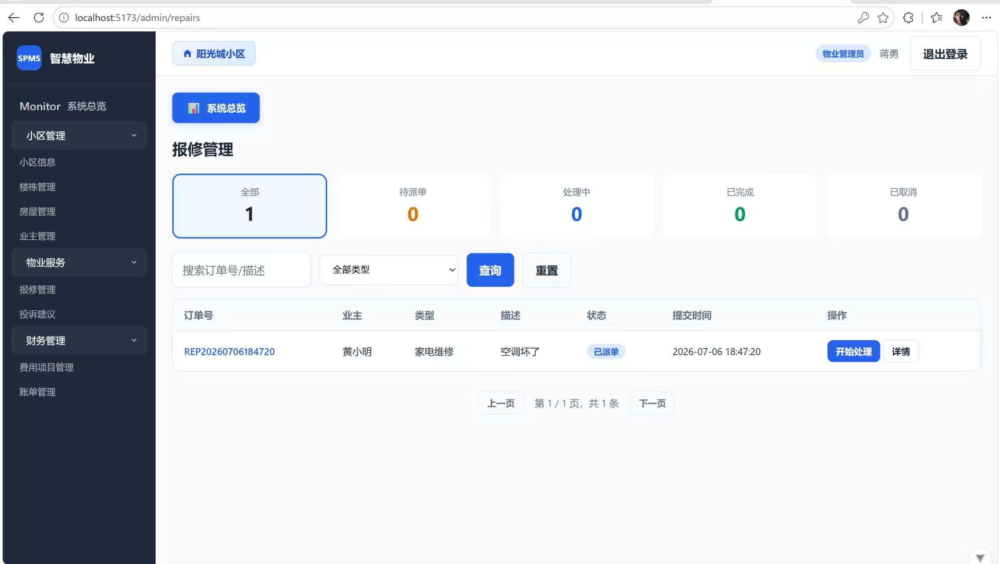 localhost:5173/admin/repairs
SPMS 智慧物业
阳光城小区
物业管理员 蒋勇 退出登录
Monitor 系统总览
小区管理
小区信息
楼栋管理
房屋管理
业主管理
物业服务
报修管理
投诉建议
财务管理
费用项目管理
账单管理
系统总览
报修管理
全部 待派单 处理中 已完成 已取消
1 0 0 0 0
搜索订单号/描述 全部类型 查询 重置
订单号 业主 类型 描述 状态 提交时间 操作
REP20260706184720 黄小明 家电维修 空调坏了 已派单 2026-07-06 18:47:20 开始处理 详情
上一页 第 1 / 1 页，共 1 条 下一页